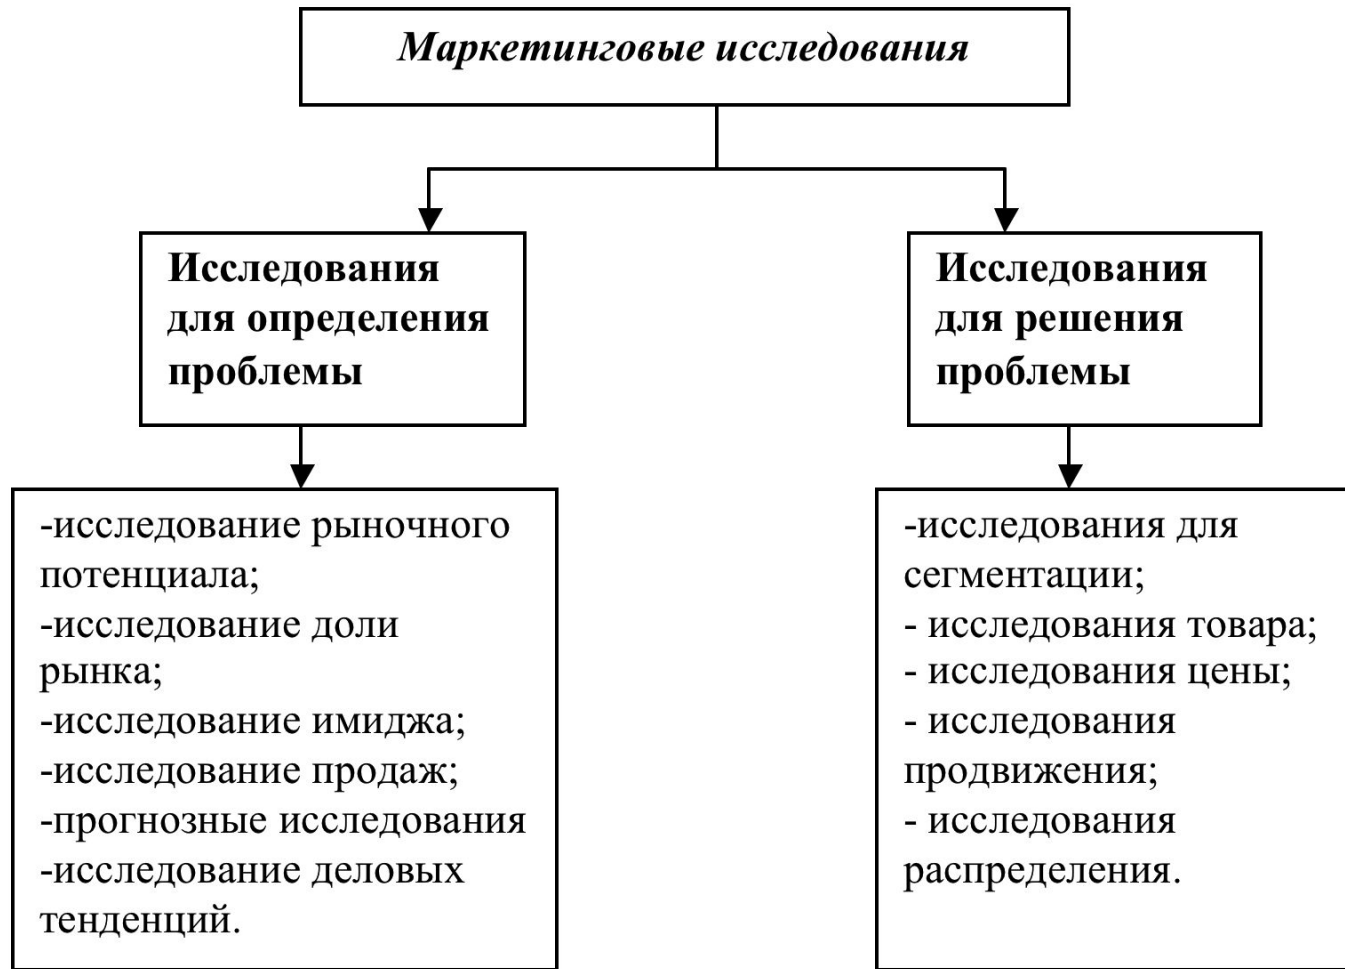 Маркетинговые исследования
Исследования
для определения
проблемы
Исследования
для решения
проблемы
-исследование рыночного
потенциала;
-исследование доли
рынка;
-исследование имиджа;
-исследование продаж;
-прогнозные исследования
-исследование деловых
тенденций.
-исследования для
сегментации;
- исследования товара;
- исследования цены;
- исследования
продвижения;
- исследования
распределения.